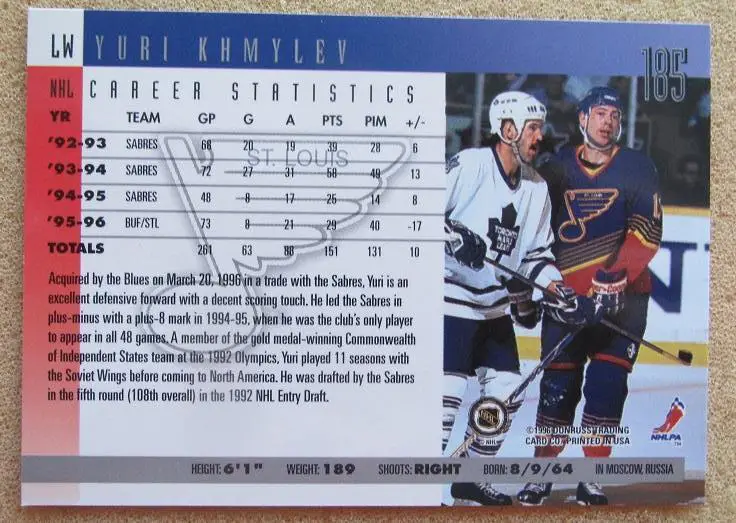 LW YURI KHMYLEV
185
NHL CAREER STATISTICS
YR TEAM GP G A PTS PIM +/-
'92-93 SABRES 68 20 19 39 28 6
'93-94 SABRES 72 27 31 58 49 13
'94-95 SABRES 48 8 17 25 14 8
'95-96 BUF/STL 73 8 21 29 40 -17
TOTALS 261 63 88 151 131 10
ST. LOUIS
Acquired by the Blues on March 20, 1996 in a trade with the Sabres, Yuri is an
excellent defensive forward with a decent scoring touch. He led the Sabres in
plus-minus with a plus-8 mark in 1994-95, when he was the club's only player
to appear in all 48 games. A member of the gold medal-winning Commonwealth
of Independent States team at the 1992 Olympics, Yuri played 11 seasons with
the Soviet Wings before coming to North America. He was drafted by the Sabres
in the fifth round (108th overall) in the 1992 NHL Entry Draft.
TORONTO
MAPLE
LEAFS
NHL
© NHL
©1996 DONRUSS TRADING
CARD CO. PRINTED IN USA
NHLPA
TM
HEIGHT: 6'1" WEIGHT: 189 SHOOTS: RIGHT BORN: 8/9/64 IN MOSCOW, RUSSIA